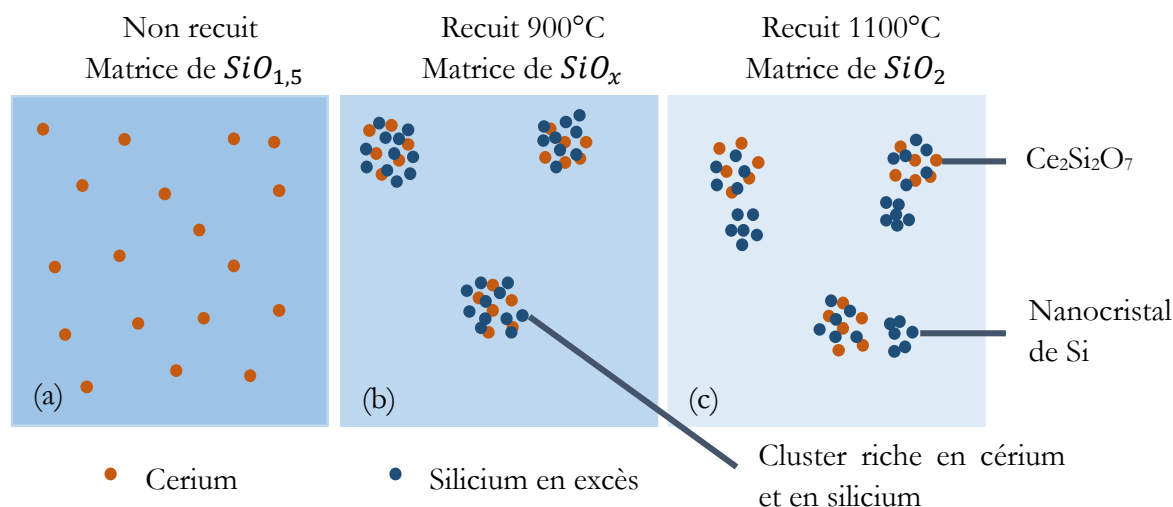 Non recuit
Matrice de SiO₁,₅
Recuit 900°C
Matrice de SiOₓ
Recuit 1100°C
Matrice de SiO₂
Ce₂Si₂O₇
Nanocristal
de Si
(a)
(b)
(c)
Cerium
Silicium en excès
Cluster riche en cérium
et en silicium